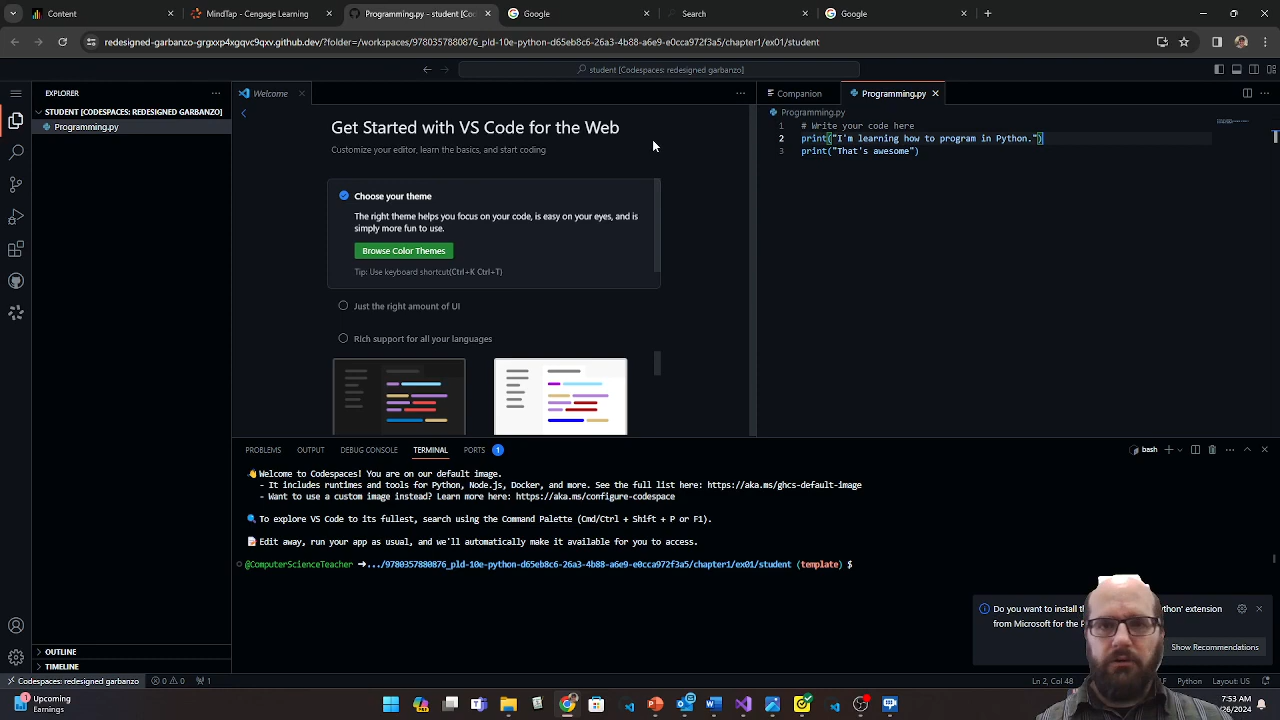 Content
MindTap - Cengage Learning
Programming.py - student [Co
Google
Search
Google
redesigned-garbanzo-grgxxp4xgqvc9qxv.github.dev/?folder=/workspaces/9780357880876_pld-10e-python-d65eb8c6-26a3-4b88-a6e9-e0cca972f3a5/chapter1/ex01/student
student [Codespaces: redesigned garbanzo]
EXPLORER
STUDENT [CODESPACES: REDESIGNED GARBANZO]
Programming.py
Welcome
Get Started with VS Code for the Web
Customize your editor, learn the basics, and start coding
Choose your theme
The right theme helps you focus on your code, is easy on your eyes, and is
simply more fun to use.
Browse Color Themes
Tip: Use keyboard shortcut(Ctrl+K Ctrl+T)
Just the right amount of UI
Rich support for all your languages
Companion
Programming.py
Programming.py
1 # Write your code here
2 print("I'm learning how to program in Python.")
3 print("That's awesome")
PROBLEMS OUTPUT DEBUG CONSOLE TERMINAL PORTS 1
bash
Welcome to Codespaces! You are on our default image.
- It includes runtimes and tools for Python, Node.js, Docker, and more. See the full list here: https://aka.ms/ghcs-default-image
- Want to use a custom image instead? Learn more here: https://aka.ms/configure-codespace
To explore VS Code to its fullest, search using the Command Palette (Cmd/Ctrl + Shift + P or F1).
Edit away, run your app as usual, and we'll automatically make it available for you to access.
@ComputerScienceTeacher ➜.../9780357880876_pld-10e-python-d65eb8c6-26a3-4b88-a6e9-e0cca972f3a5/chapter1/ex01/student (template) $
Do you want to install th ython' extension
from Microsoft for the P
Show Recommendations
OUTLINE
TIMELINE
Codespaces: redesigned garbanzo
0 0 1
Ln 2, Col 48
Python
Layout: US
1
Upcoming
Earnings
7:53 AM
/26/2024